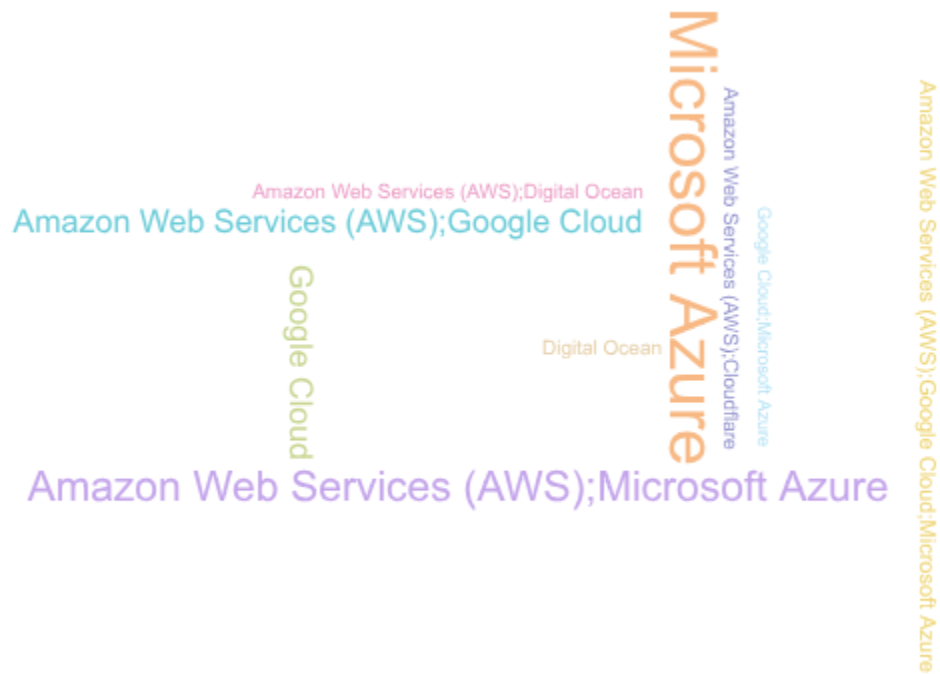 Microsoft Azure
Amazon Web Services (AWS);Cloudflare
Amazon Web Services (AWS);Google Cloud;Microsoft Azure
Amazon Web Services (AWS);Digital Ocean
Amazon Web Services (AWS);Google Cloud
Google Cloud;Microsoft Azure
Google Cloud
Digital Ocean
Amazon Web Services (AWS);Microsoft Azure